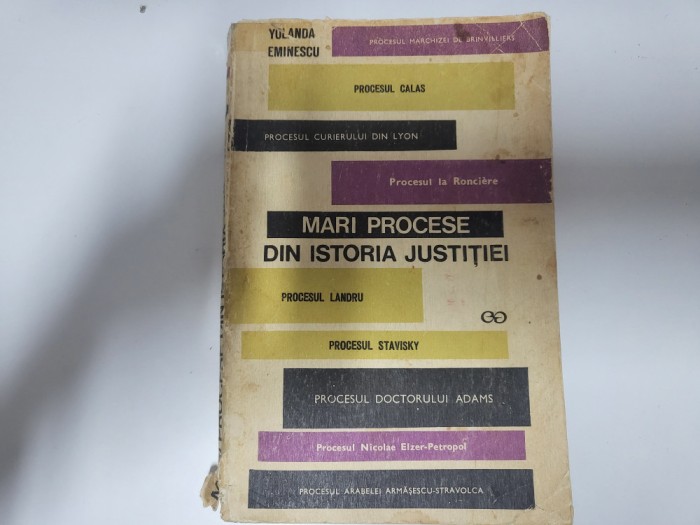 YOLANDA
EMINESCU
PROCESUL MARCHIZEI DE BRINVILLIERS
PROCESUL CALAS
PROCESUL CURIERULUI DIN LYON
Procesul la Roncière
MARI PROCESE
DIN ISTORIA JUSTIȚIEI
PROCESUL LANDRU
PROCESUL STAVISKY
PROCESUL DOCTORULUI ADAMS
Procesul Nicolae Elzer-Petropol
PROCESUL ARABELEI ARMĂȘESCU-STRAVOLCA